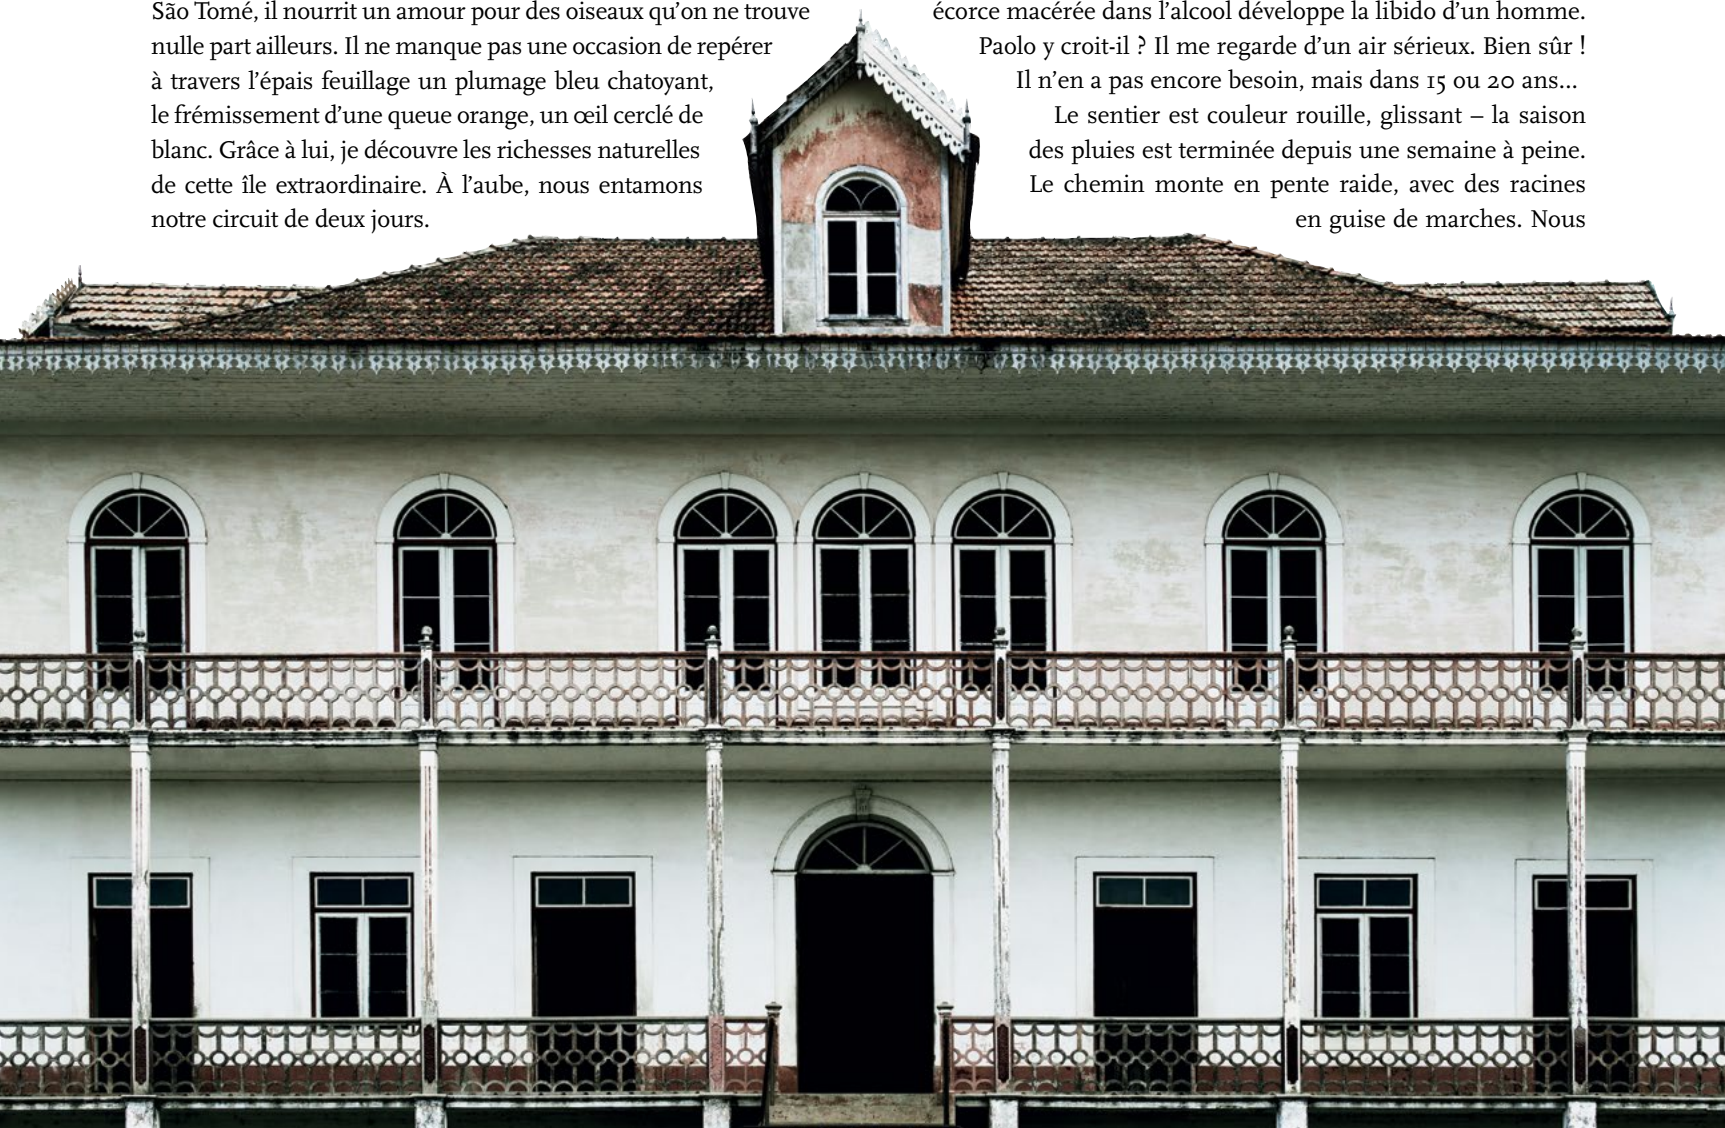 São Tomé, il nourrit un amour pour des oiseaux qu’on ne trouve
nulle part ailleurs. Il ne manque pas une occasion de repérer
à travers l’épais feuillage un plumage bleu chatoyant,
le frémissement d’une queue orange, un œil cerclé de
blanc. Grâce à lui, je découvre les richesses naturelles
de cette île extraordinaire. À l’aube, nous entamons
notre circuit de deux jours.
écorce macérée dans l’alcool développe la libido d’un homme.
Paolo y croit-il ? Il me regarde d’un air sérieux. Bien sûr !
Il n’en a pas encore besoin, mais dans 15 ou 20 ans...
Le sentier est couleur rouille, glissant – la saison
des pluies est terminée depuis une semaine à peine.
Le chemin monte en pente raide, avec des racines
en guise de marches. Nous